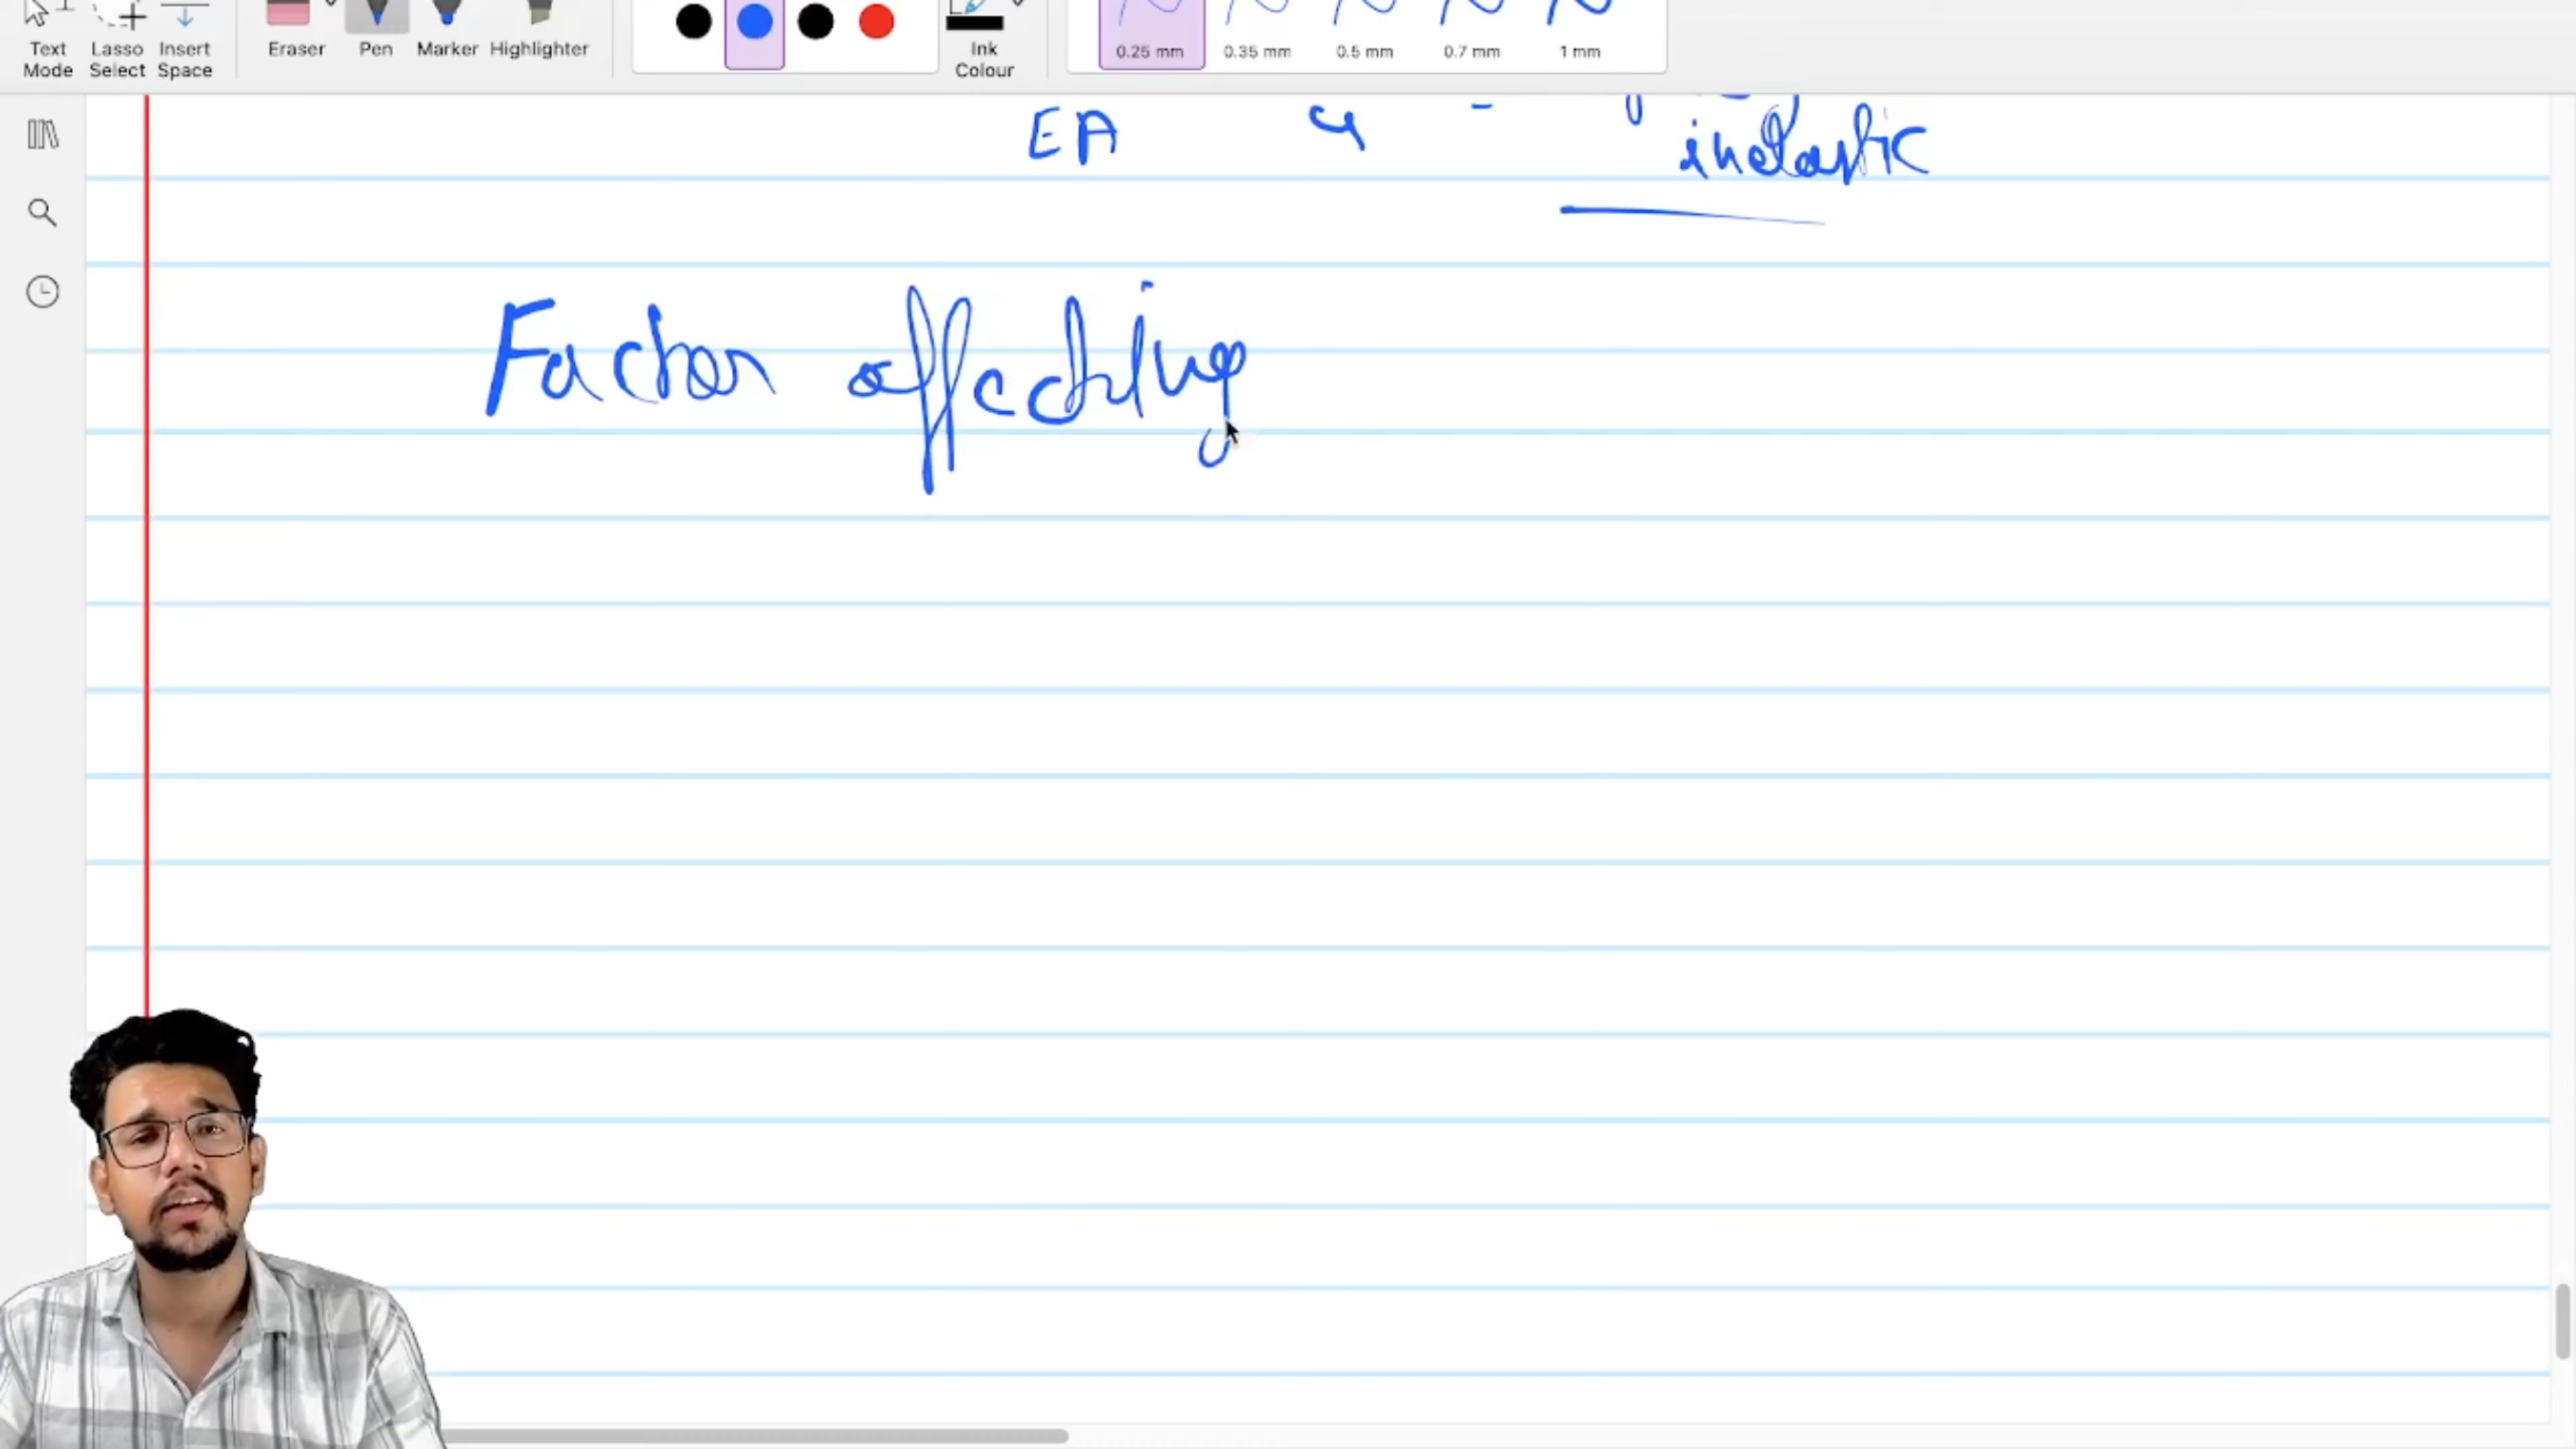 Text Mode
Lasso Select
Insert Space
Eraser
Pen
Marker
Highlighter
Ink Colour
0.25 mm
0.35 mm
0.5 mm
0.7 mm
1 mm
EA
inelastic
Factor affecting